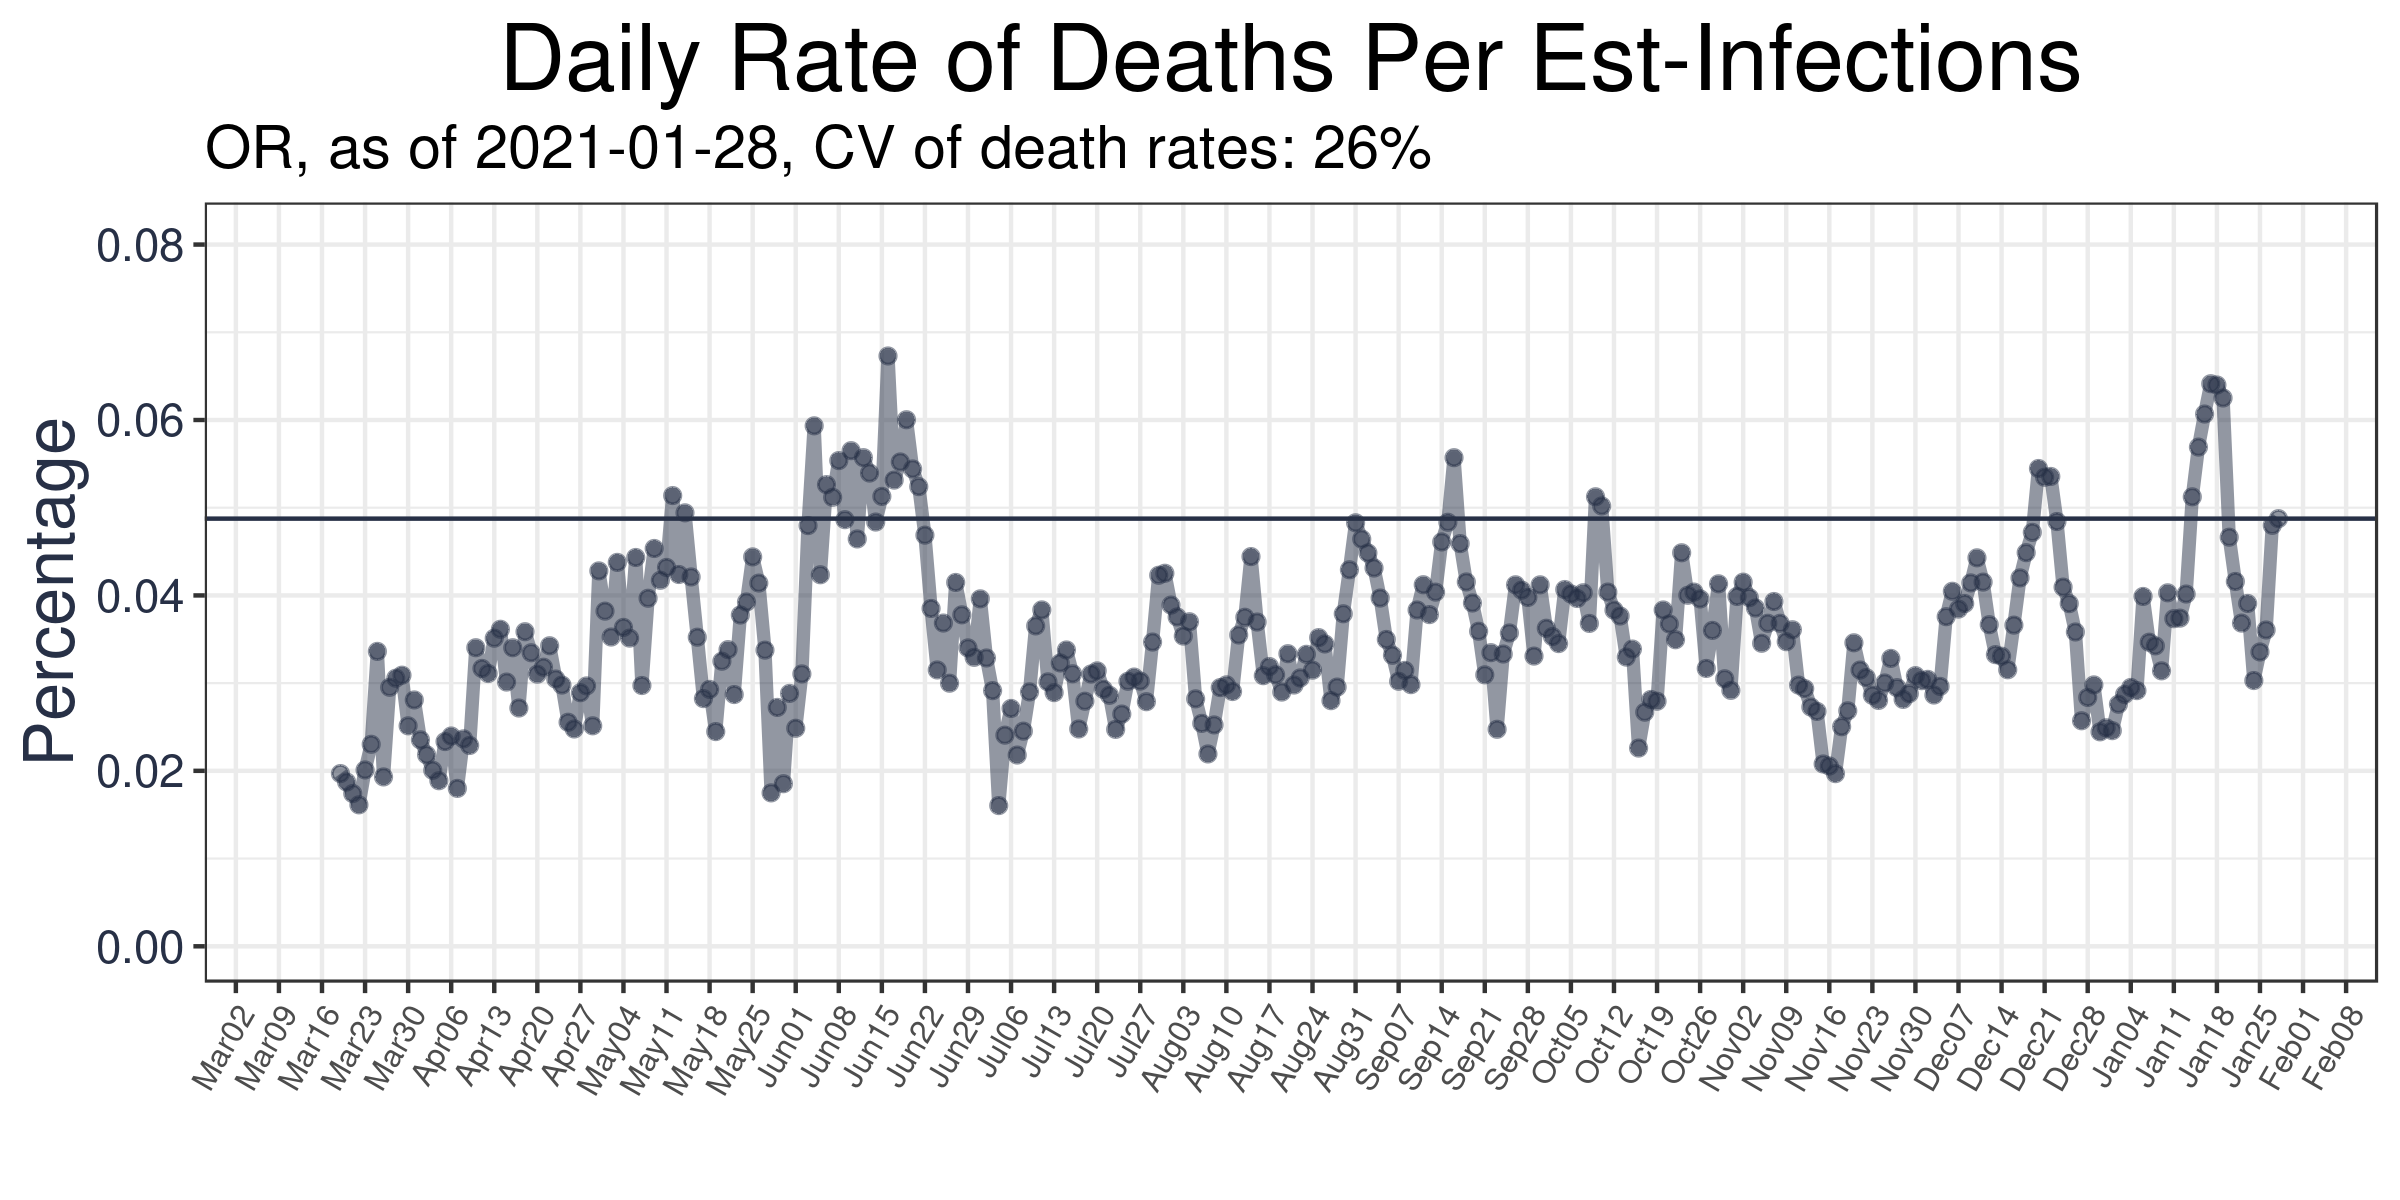 Daily Rate of Deaths Per Est-Infections
OR, as of 2021-01-28, CV of death rates: 26%
Percentage
0.08
0.06
0.04
0.02
0.00
Mar02 Mar09 Mar16 Mar23 Mar30 Apr06 Apr13 Apr20 Apr27 May04 May11 May18 May25 Jun01 Jun08 Jun15 Jun22 Jun29 Jul06 Jul13 Jul20 Jul27 Aug03 Aug10 Aug17 Aug24 Aug31 Sep07 Sep14 Sep21 Sep28 Oct05 Oct12 Oct19 Oct26 Nov02 Nov09 Nov16 Nov23 Nov30 Dec07 Dec14 Dec21 Dec28 Jan04 Jan11 Jan18 Jan25 Feb01 Feb08